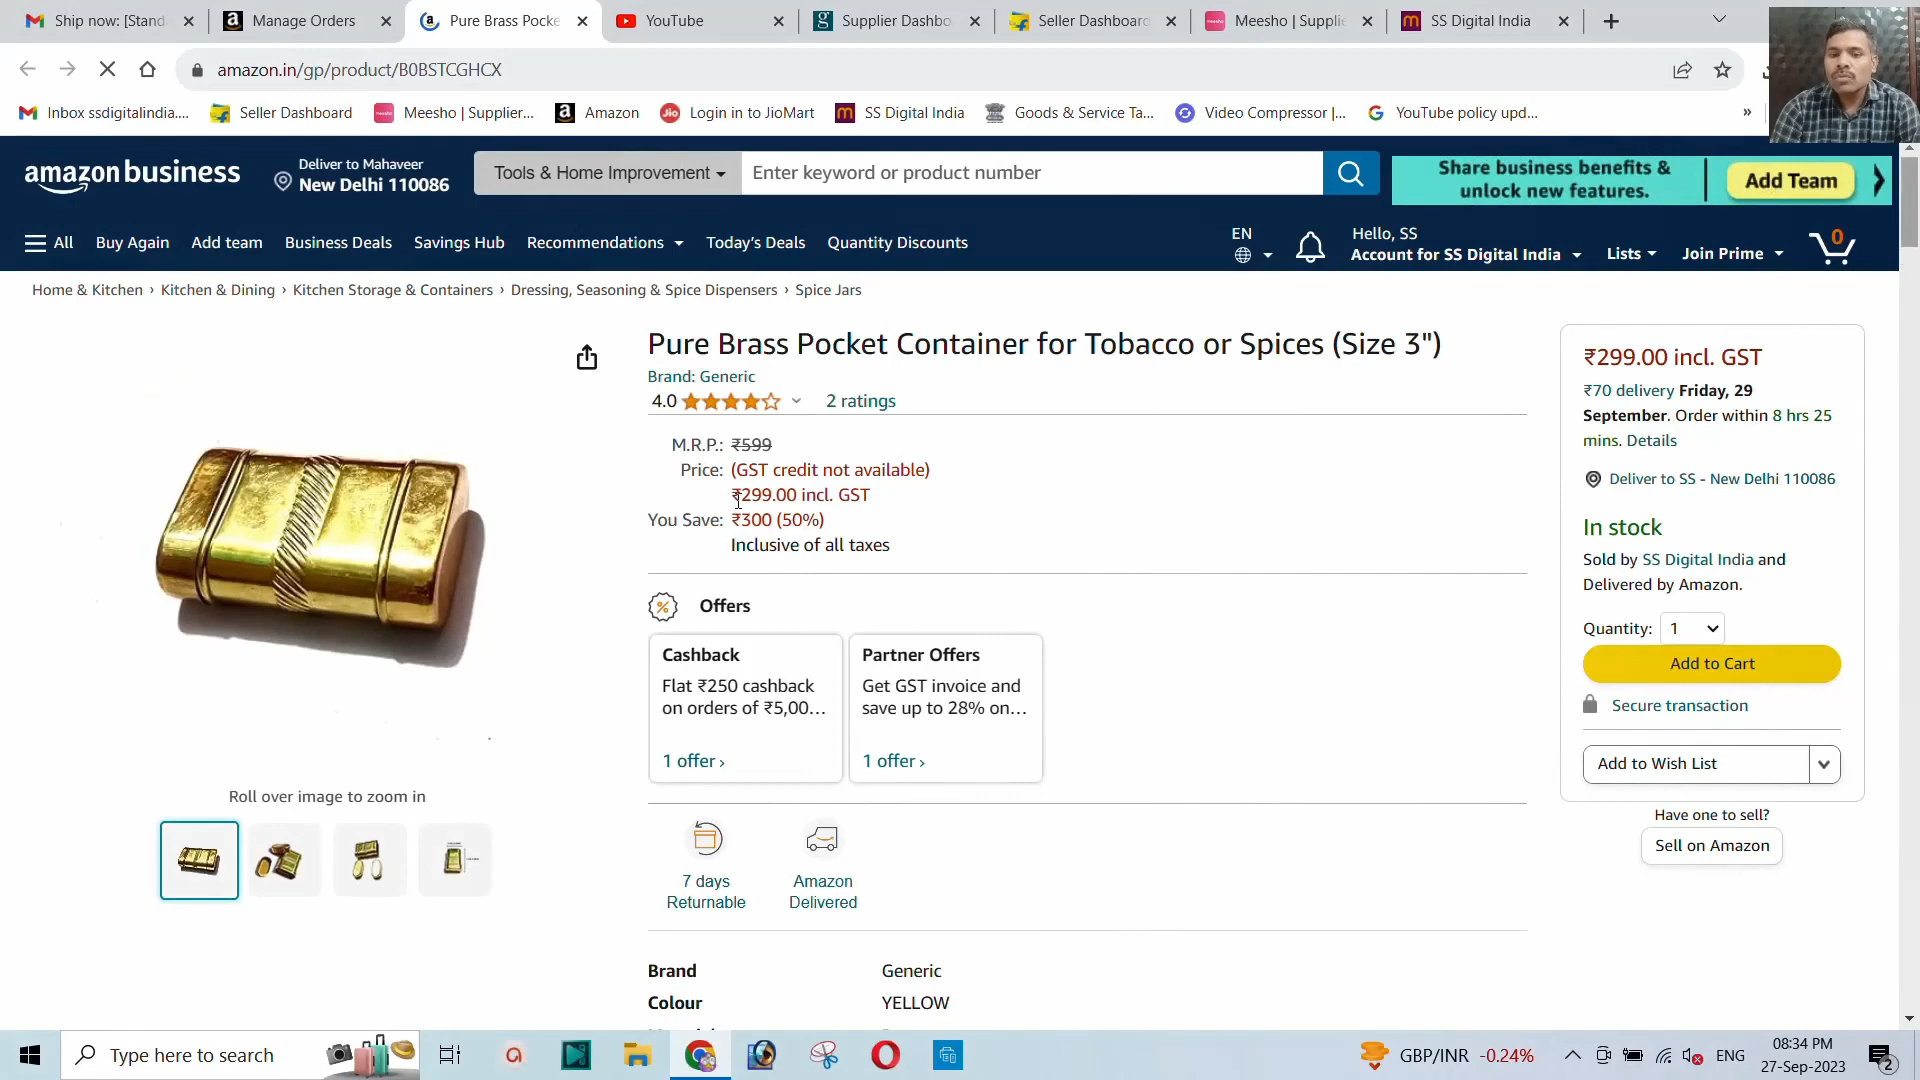 Ship now: [Stand
Manage Orders
Pure Brass Pocke
YouTube
Supplier Dashbo
Seller Dashboard
Meesho | Supplie
SS Digital India
amazon.in/gp/product/B0BSTCGHCX
Inbox ssdigitalindia....
Seller Dashboard
Meesho | Supplier...
Amazon
Login in to JioMart
SS Digital India
Goods & Service Ta...
Video Compressor |...
YouTube policy upd...
»
amazon business
Deliver to Mahaveer
New Delhi 110086
Tools & Home Improvement
Enter keyword or product number
Share business benefits &
unlock new features.
Add Team
All
Buy Again
Add team
Business Deals
Savings Hub
Recommendations
Today's Deals
Quantity Discounts
EN
Hello, SS
Account for SS Digital India
Lists
Join Prime
0
Home & Kitchen › Kitchen & Dining › Kitchen Storage & Containers › Dressing, Seasoning & Spice Dispensers › Spice Jars
Pure Brass Pocket Container for Tobacco or Spices (Size 3")
Brand: Generic
4.0
2 ratings
M.R.P.: ₹599
Price: (GST credit not available)
₹299.00 incl. GST
You Save: ₹300 (50%)
Inclusive of all taxes
Offers
Cashback
Flat ₹250 cashback
on orders of ₹5,00...
1 offer ›
Partner Offers
Get GST invoice and
save up to 28% on...
1 offer ›
7 days
Returnable
Amazon
Delivered
Brand Generic
Colour YELLOW
Roll over image to zoom in
₹299.00 incl. GST
₹70 delivery Friday, 29
September. Order within 8 hrs 25
mins. Details
Deliver to SS - New Delhi 110086
In stock
Sold by SS Digital India and
Delivered by Amazon.
Quantity: 1
Add to Cart
Secure transaction
Add to Wish List
Have one to sell?
Sell on Amazon
Type here to search
GBP/INR -0.24%
ENG
08:34 PM
27-Sep-2023
2